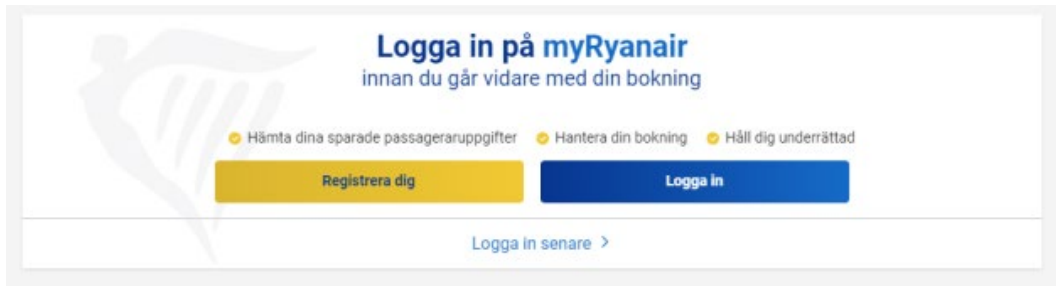 Logga in på myRyanair
innan du går vidare med din bokning
Hämta dina sparade passageraruppgifter Hantera din bokning Håll dig underrättad
Registrera dig Logga in
Logga in senare >